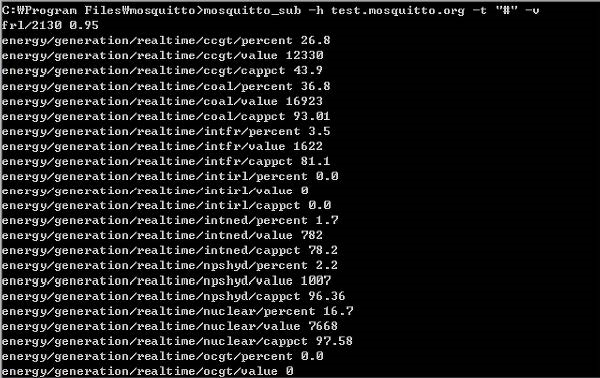 C:₩Program Files₩mosquitto>mosquitto_sub -h test.mosquitto.org -t "#" -v
frl/2130 0.95
energy/generation/realtime/ccgt/percent 26.8
energy/generation/realtime/ccgt/value 12330
energy/generation/realtime/ccgt/cappct 43.9
energy/generation/realtime/coal/percent 36.8
energy/generation/realtime/coal/value 16923
energy/generation/realtime/coal/cappct 93.01
energy/generation/realtime/intfr/percent 3.5
energy/generation/realtime/intfr/value 1622
energy/generation/realtime/intfr/cappct 81.1
energy/generation/realtime/intirl/percent 0.0
energy/generation/realtime/intirl/value 0
energy/generation/realtime/intirl/cappct 0.0
energy/generation/realtime/intned/percent 1.7
energy/generation/realtime/intned/value 782
energy/generation/realtime/intned/cappct 78.2
energy/generation/realtime/npshyd/percent 2.2
energy/generation/realtime/npshyd/value 1007
energy/generation/realtime/npshyd/cappct 96.36
energy/generation/realtime/nuclear/percent 16.7
energy/generation/realtime/nuclear/value 7668
energy/generation/realtime/nuclear/cappct 97.58
energy/generation/realtime/ocgt/percent 0.0
energy/generation/realtime/ocgt/value 0